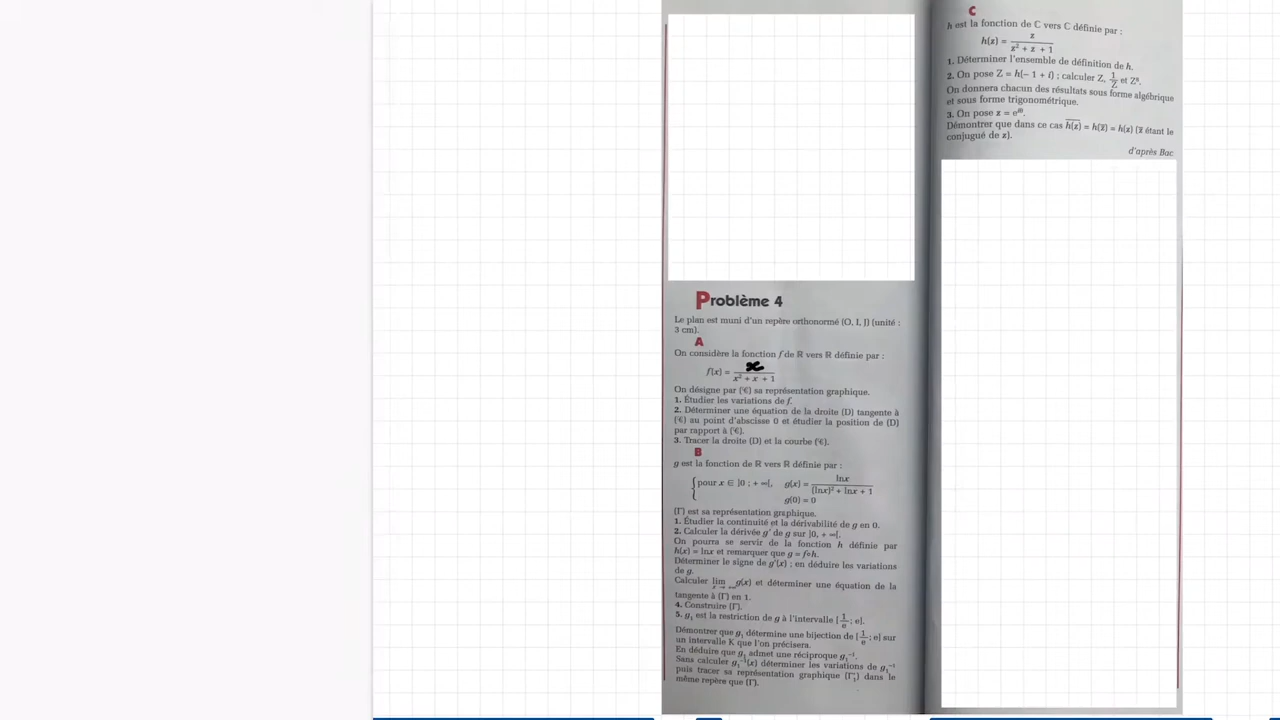 Problème 4
Le plan est muni d'un repère orthonormé (O, I, J) (unité :
3 cm).
A
On considère la fonction f de ℝ vers ℝ définie par :
f(x) = x / (x² + x + 1)
On désigne par (𝒞) sa représentation graphique.
1. Étudier les variations de f.
2. Déterminer une équation de la droite (D) tangente à
(𝒞) au point d'abscisse 0 et étudier la position de (D)
par rapport à (𝒞).
3. Tracer la droite (D) et la courbe (𝒞).
B
g est la fonction de ℝ vers ℝ définie par :
{ pour x ∈ ]0 ; + ∞[, g(x) = lnx / ((lnx)² + lnx + 1)
g(0) = 0
(Γ) est sa représentation graphique.
1. Étudier la continuité et la dérivabilité de g en 0.
2. Calculer la dérivée g' de g sur ]0, + ∞[.
On pourra se servir de la fonction h définie par
h(x) = lnx et remarquer que g = f∘h.
Déterminer le signe de g'(x) ; en déduire les variations
de g.
Calculer lim x → +∞ g(x) et déterminer une équation de la
tangente à (Γ) en 1.
4. Construire (Γ).
5. g₁ est la restriction de g à l'intervalle [1/e ; e].
Démontrer que g₁ détermine une bijection de [1/e ; e] sur
un intervalle K que l'on précisera.
En déduire que g₁ admet une réciproque g₁⁻¹.
Sans calculer g₁⁻¹(x) déterminer les variations de g₁⁻¹
puis tracer sa représentation graphique (Γ₁') dans le
même repère que (Γ).
C
h est la fonction de ℂ vers ℂ définie par :
h(z) = z / (z² + z + 1)
1. Déterminer l'ensemble de définition de h.
2. On pose Z = h(– 1 + i) ; calculer Z, 1/Z et Z⁸.
On donnera chacun des résultats sous forme algébrique
et sous forme trigonométrique.
3. On pose z = e^{iθ}.
Démontrer que dans ce cas h̅(̅z̅)̅ = h(z̅) = h(z) (z̅ étant le
conjugué de z).
d'après Bac